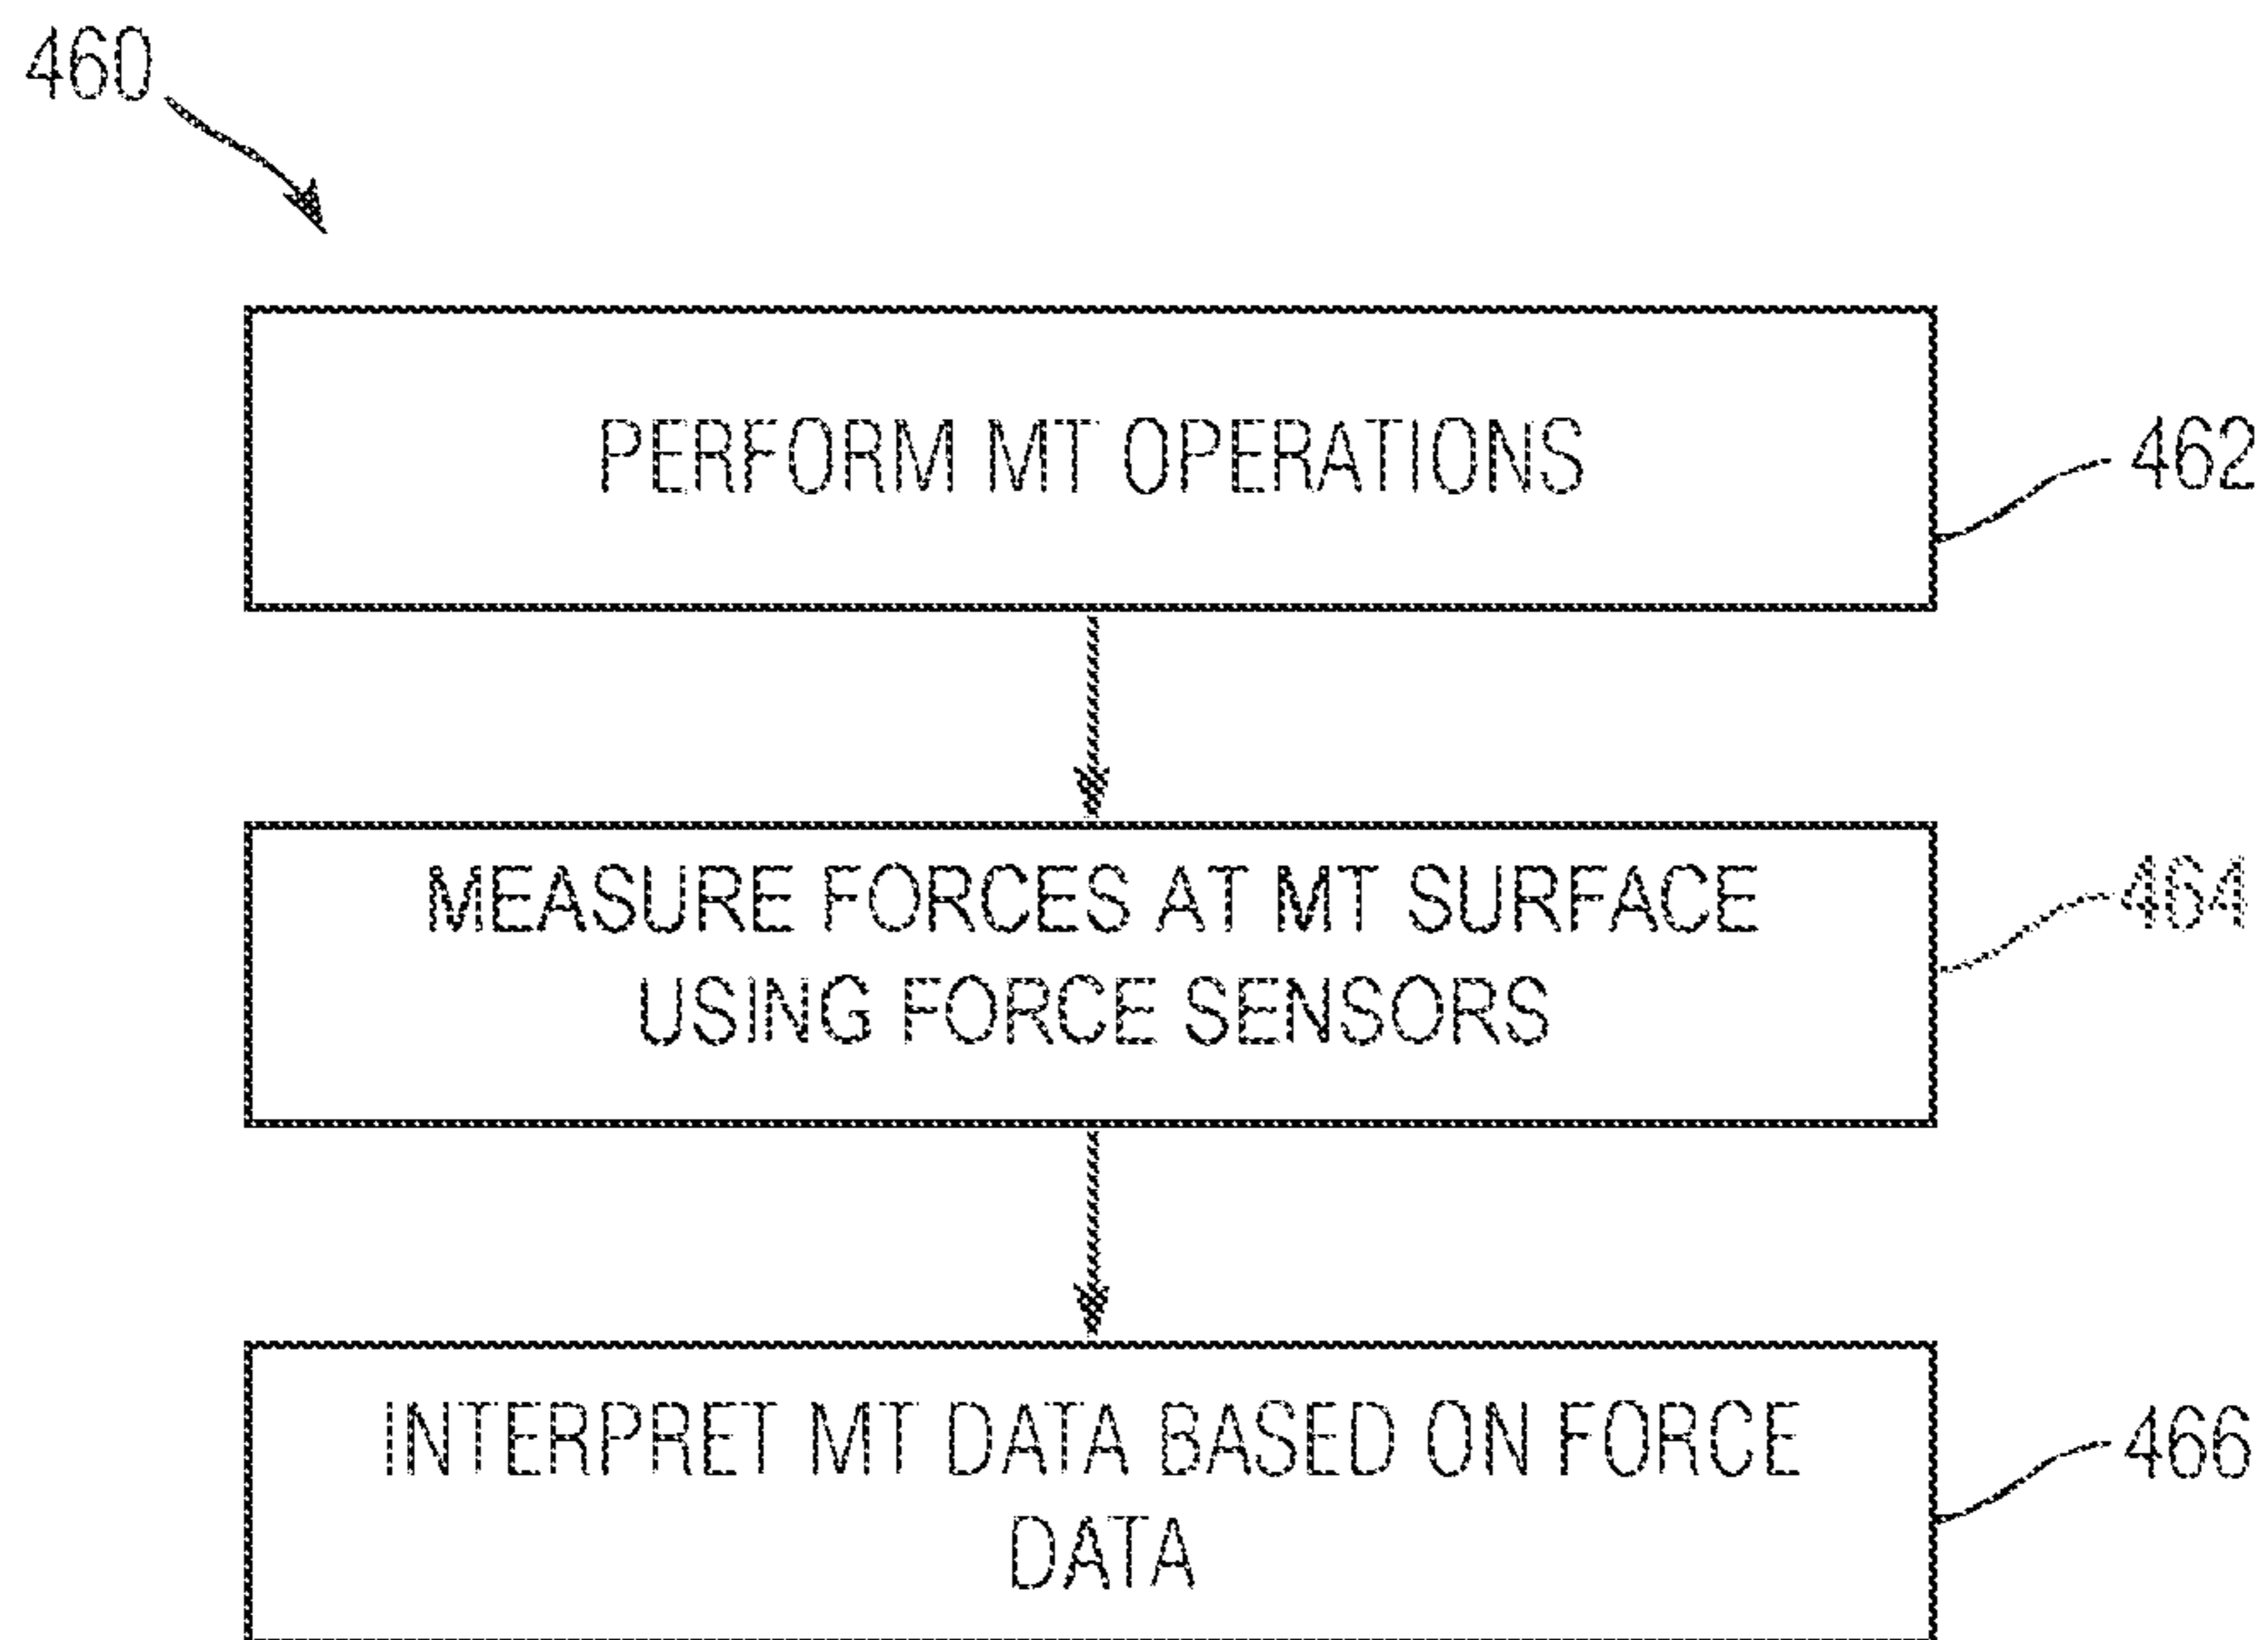 460
PERFORM MT OPERATIONS
462
MEASURE FORCES AT MT SURFACE
USING FORCE SENSORS
464
INTERPRET MT DATA BASED ON FORCE
DATA
466